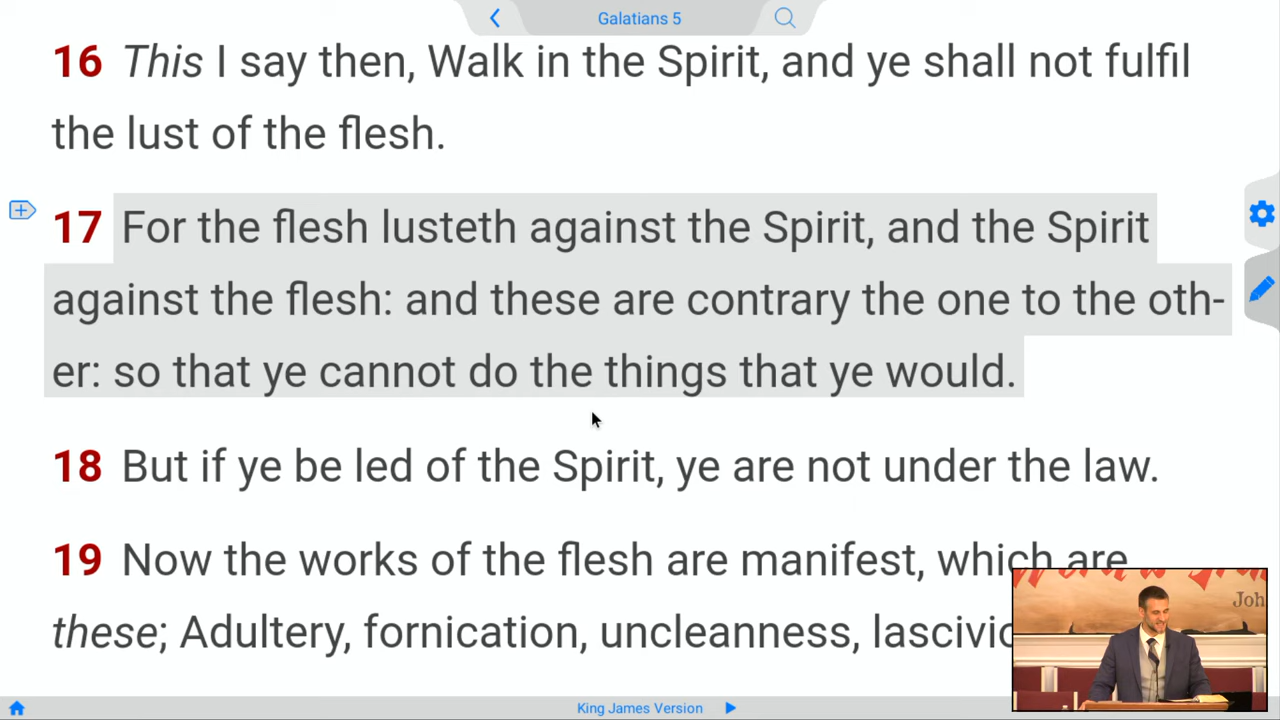 Galatians 5
16 This I say then, Walk in the Spirit, and ye shall not fulfil
the lust of the flesh.
17 For the flesh lusteth against the Spirit, and the Spirit
against the flesh: and these are contrary the one to the oth-
er: so that ye cannot do the things that ye would.
18 But if ye be led of the Spirit, ye are not under the law.
19 Now the works of the flesh are manifest, which are
these; Adultery, fornication, uncleanness, lascivio
Joh
King James Version